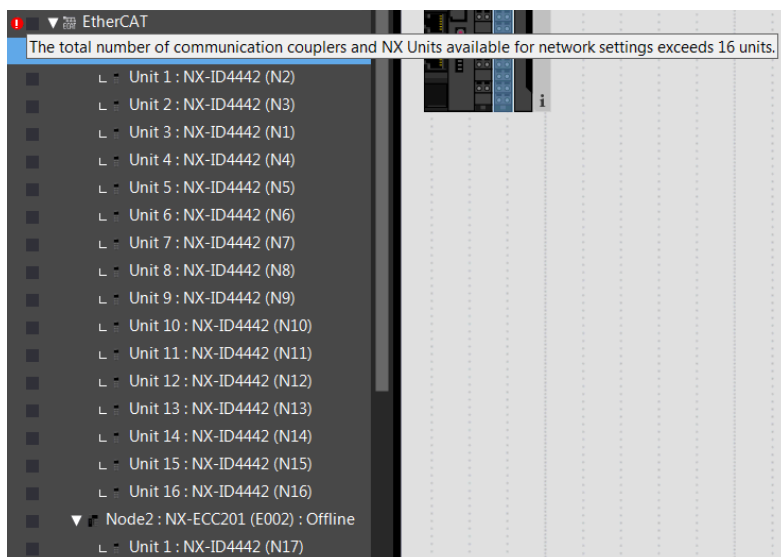 EtherCAT
The total number of communication couplers and NX Units available for network settings exceeds 16 units.
Unit 1 : NX-ID4442 (N2)
Unit 2 : NX-ID4442 (N3)
Unit 3 : NX-ID4442 (N1)
Unit 4 : NX-ID4442 (N4)
Unit 5 : NX-ID4442 (N5)
Unit 6 : NX-ID4442 (N6)
Unit 7 : NX-ID4442 (N7)
Unit 8 : NX-ID4442 (N8)
Unit 9 : NX-ID4442 (N9)
Unit 10 : NX-ID4442 (N10)
Unit 11 : NX-ID4442 (N11)
Unit 12 : NX-ID4442 (N12)
Unit 13 : NX-ID4442 (N13)
Unit 14 : NX-ID4442 (N14)
Unit 15 : NX-ID4442 (N15)
Unit 16 : NX-ID4442 (N16)
Node2 : NX-ECC201 (E002) : Offline
Unit 1 : NX-ID4442 (N17)